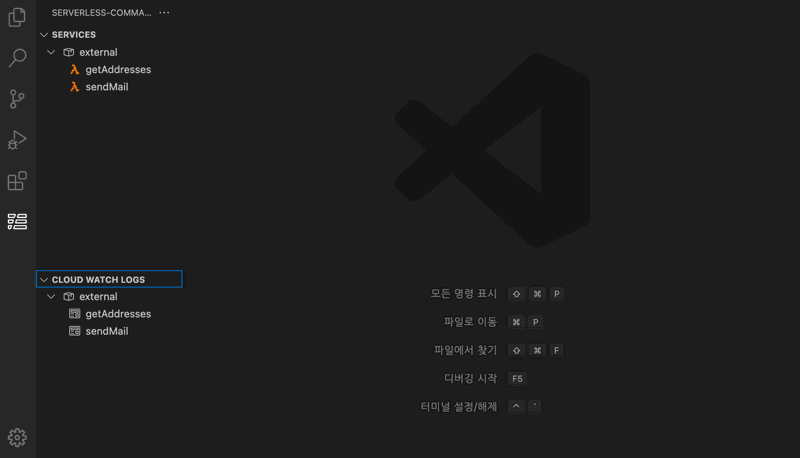 SERVERLESS-COMMA... ···
SERVICES
external
λ getAddresses
λ sendMail
CLOUD WATCH LOGS
external
getAddresses
sendMail
모든 명령 표시 ⇧ ⌘ P
파일로 이동 ⌘ P
파일에서 찾기 ⇧ ⌘ F
디버깅 시작 F5
터미널 설정/해제 ^ `